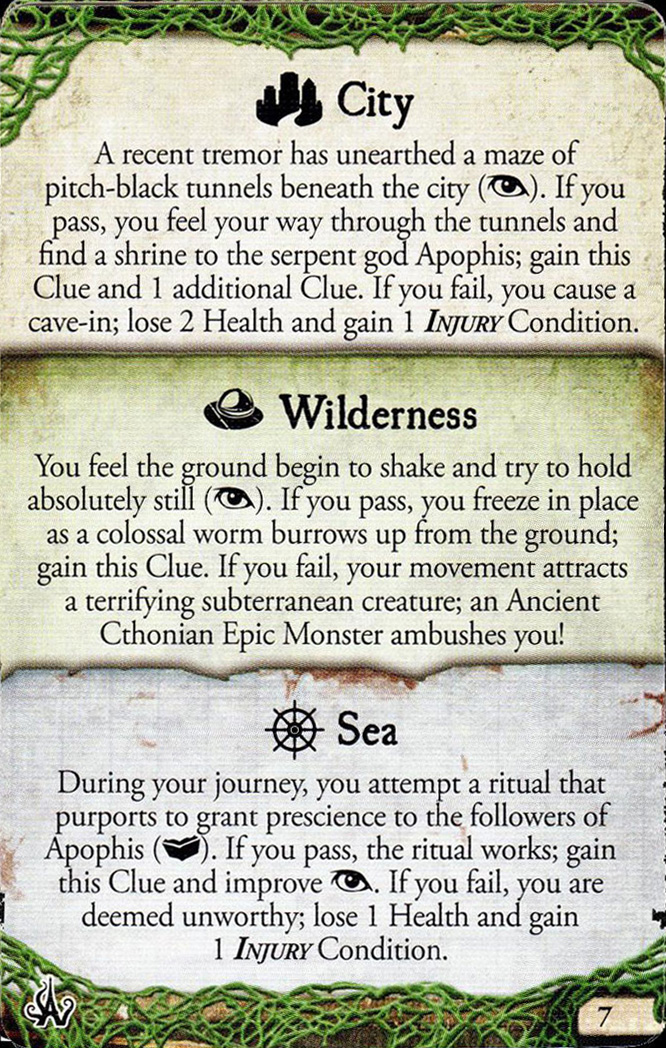 City
A recent tremor has unearthed a maze of
pitch-black tunnels beneath the city ( ). If you
pass, you feel your way through the tunnels and
find a shrine to the serpent god Apophis; gain this
Clue and 1 additional Clue. If you fail, you cause a
cave-in; lose 2 Health and gain 1 INJURY Condition.
Wilderness
You feel the ground begin to shake and try to hold
absolutely still ( ). If you pass, you freeze in place
as a colossal worm burrows up from the ground;
gain this Clue. If you fail, your movement attracts
a terrifying subterranean creature; an Ancient
Cthonian Epic Monster ambushes you!
Sea
During your journey, you attempt a ritual that
purports to grant prescience to the followers of
Apophis ( ). If you pass, the ritual works; gain
this Clue and improve . If you fail, you are
deemed unworthy; lose 1 Health and gain
1 INJURY Condition.
7